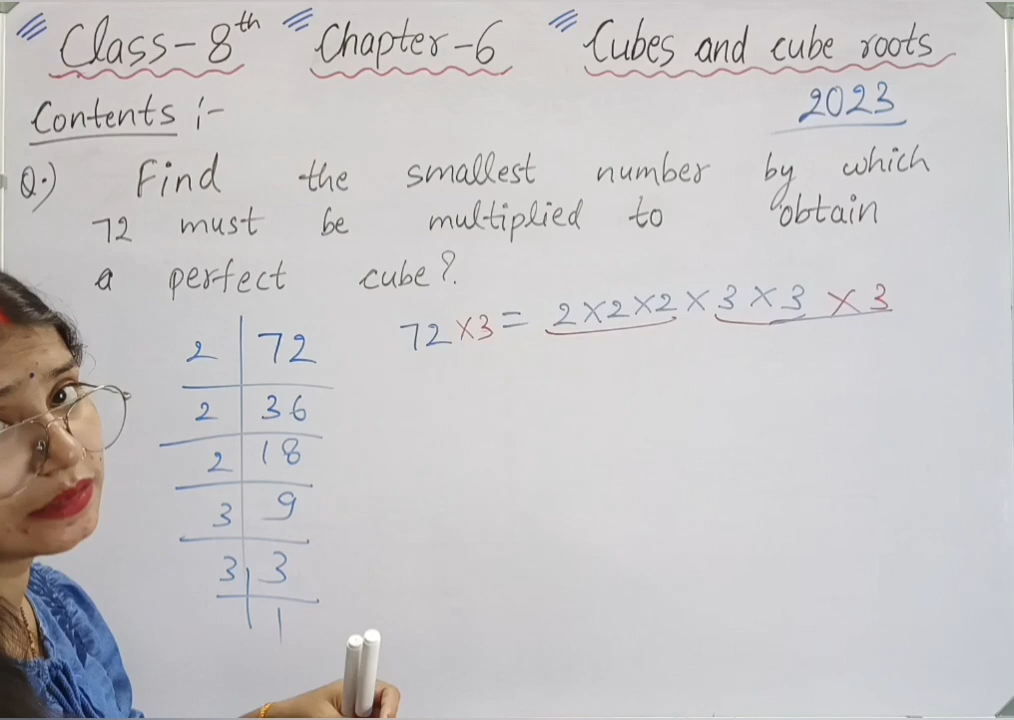 Class-8th Chapter-6 Cubes and cube roots
2023
Contents :-
Q.) Find the smallest number by which
72 must be multiplied to obtain
a perfect cube?
72 × 3 = 2 × 2 × 2 × 3 × 3 × 3
2 | 72
2 | 36
2 | 18
3 | 9
3 | 3
| 1